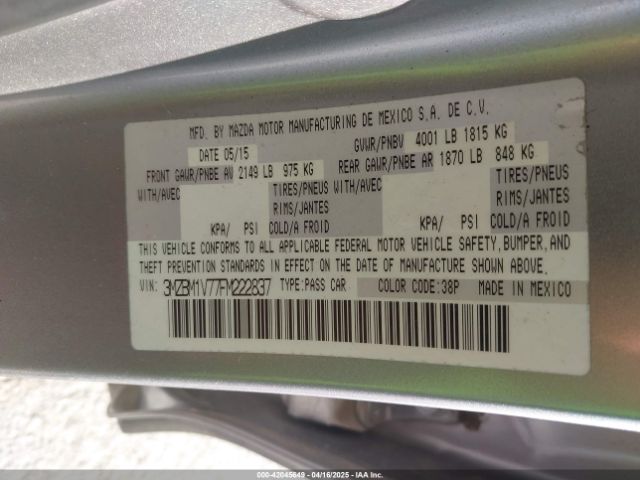 MFD. BY MAZDA MOTOR MANUFACTURING DE MEXICO S.A. DE C.V.
DATE 05/15 GVWR/PNBV 4001 LB 1815 KG
FRONT GAWR/PNBE AV 2149 LB 975 KG REAR GAWR/PNBE AR 1870 LB 848 KG
WITH/AVEC TIRES/PNEUS WITH/AVEC TIRES/PNEUS
RIMS/JANTES RIMS/JANTES
KPA/ PSI COLD/A FROID KPA/ PSI COLD/A FROID
THIS VEHICLE CONFORMS TO ALL APPLICABLE FEDERAL MOTOR VEHICLE SAFETY, BUMPER, AND
THEFT PREVENTION STANDARDS IN EFFECT ON THE DATE OF MANUFACTURE SHOWN ABOVE.
VIN: 3MZBM1V77FM222837 TYPE:PASS CAR COLOR CODE:38P MADE IN MEXICO
000-42045649 - 04/16/2025 - IAA Inc. ©